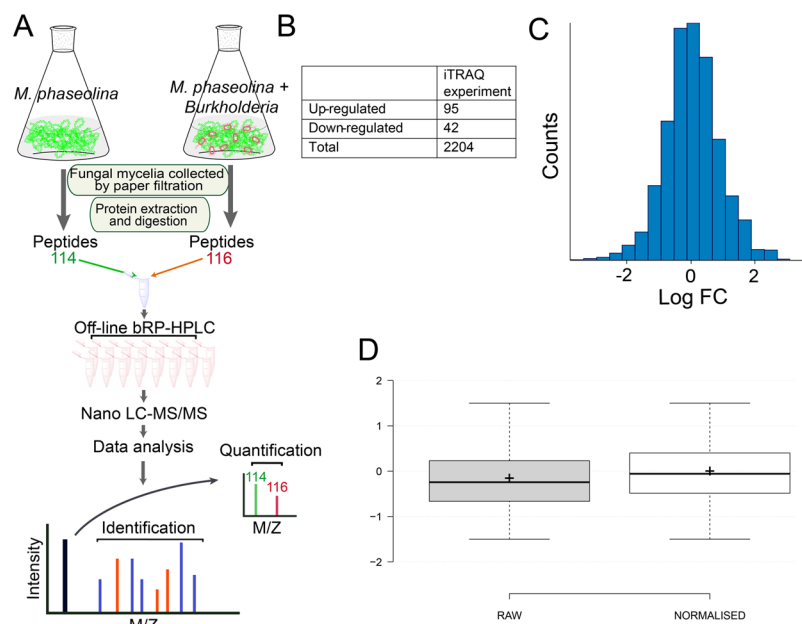 A
M. phaseolina
M. phaseolina +
Burkholderia
Fungal mycelia collected
by paper filtration
Protein extraction
and digestion
Peptides
114
Peptides
116
Off-line bRP-HPLC
Nano LC-MS/MS
Data analysis
Quantification
114
116
M/Z
Identification
Intensity
M/Z
B
iTRAQ
experiment
Up-regulated 95
Down-regulated 42
Total 2204
C
Counts
-2 0 2
Log FC
D
2
1
0
−1
−2
RAW NORMALISED